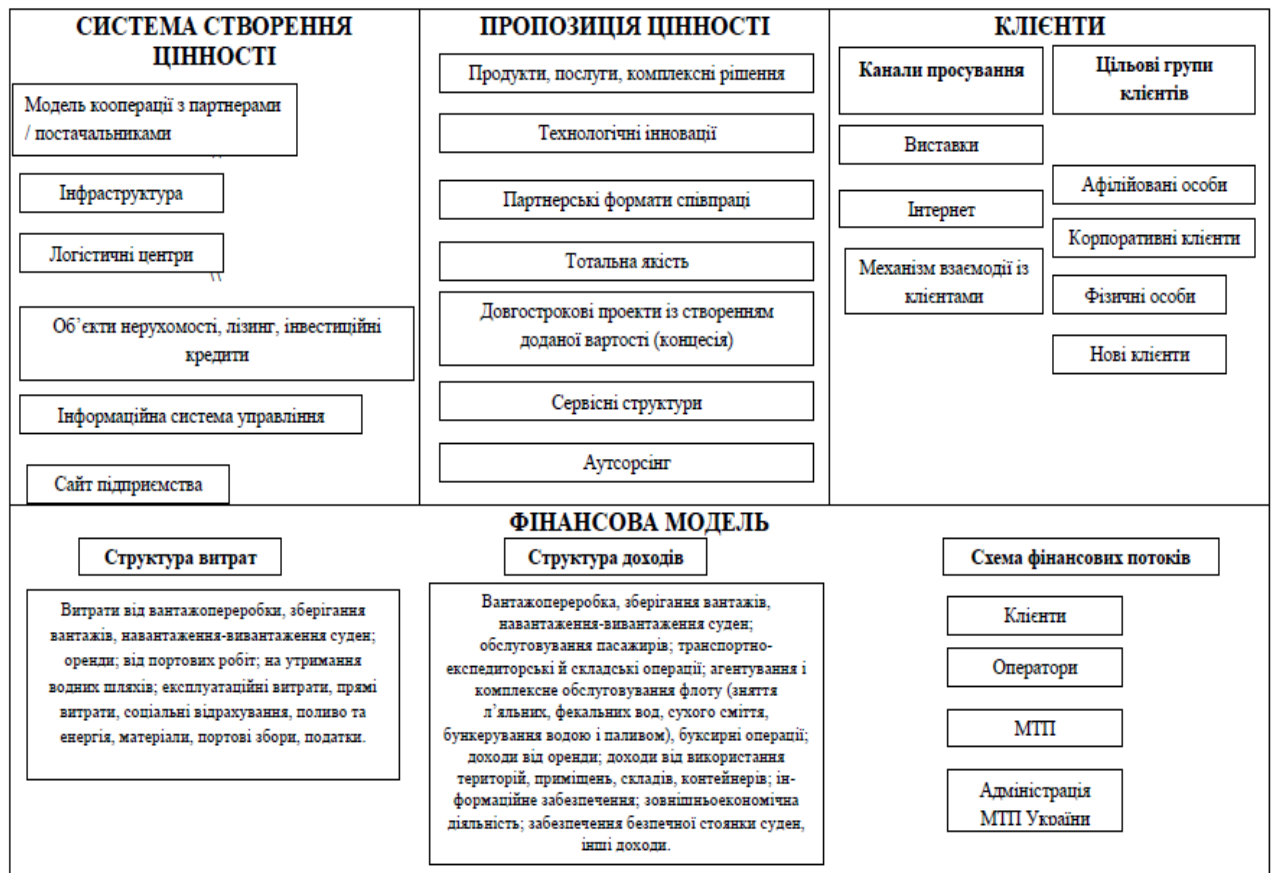 СИСТЕМА СТВОРЕННЯ
ЦІННОСТІ
Модель кооперації з партнерами
/ постачальниками
Інфраструктура
Логістичні центри
Об’єкти нерухомості, лізинг, інвестиційні
кредити
Інформаційна система управління
Сайт підприємства
ПРОПОЗИЦІЯ ЦІННОСТІ
Продукти, послуги, комплексні рішення
Технологічні інновації
Партнерські формати співпраці
Тотальна якість
Довгострокові проекти із створенням
доданої вартості (концесія)
Сервісні структури
Аутсорсінг
КЛІЄНТИ
Канали просування
Виставки
Інтернет
Механізм взаємодії із
клієнтами
Цільові групи
клієнтів
Афілійовані особи
Корпоративні клієнти
Фізичні особи
Нові клієнти
ФІНАНСОВА МОДЕЛЬ
Структура витрат
Витрати від вантажопереробки, зберігання
вантажів, навантаження-вивантаження суден;
оренди; від портових робіт; на утримання
водних шляхів; експлуатаційні витрати, прямі
витрати, соціальні відрахування, поливо та
енергія, матеріали, портові збори, податки.
Структура доходів
Вантажопереробка, зберігання вантажів,
навантаження-вивантаження суден;
обслуговування пасажирів; транспортно-
експедиторські й складські операції; агентування і
комплексне обслуговування флоту (зняття
л’яльних, фекальних вод, сухого сміття,
бункерування водою і паливом), буксирні операції;
доходи від оренди; доходи від використання
територій, приміщень, складів, контейнерів; ін-
формаційне забезпечення; зовнішньоекономічна
діяльність; забезпечення безпечної стоянки суден,
інші доходи.
Схема фінансових потоків
Клієнти
Оператори
МТП
Адміністрація
МТП України